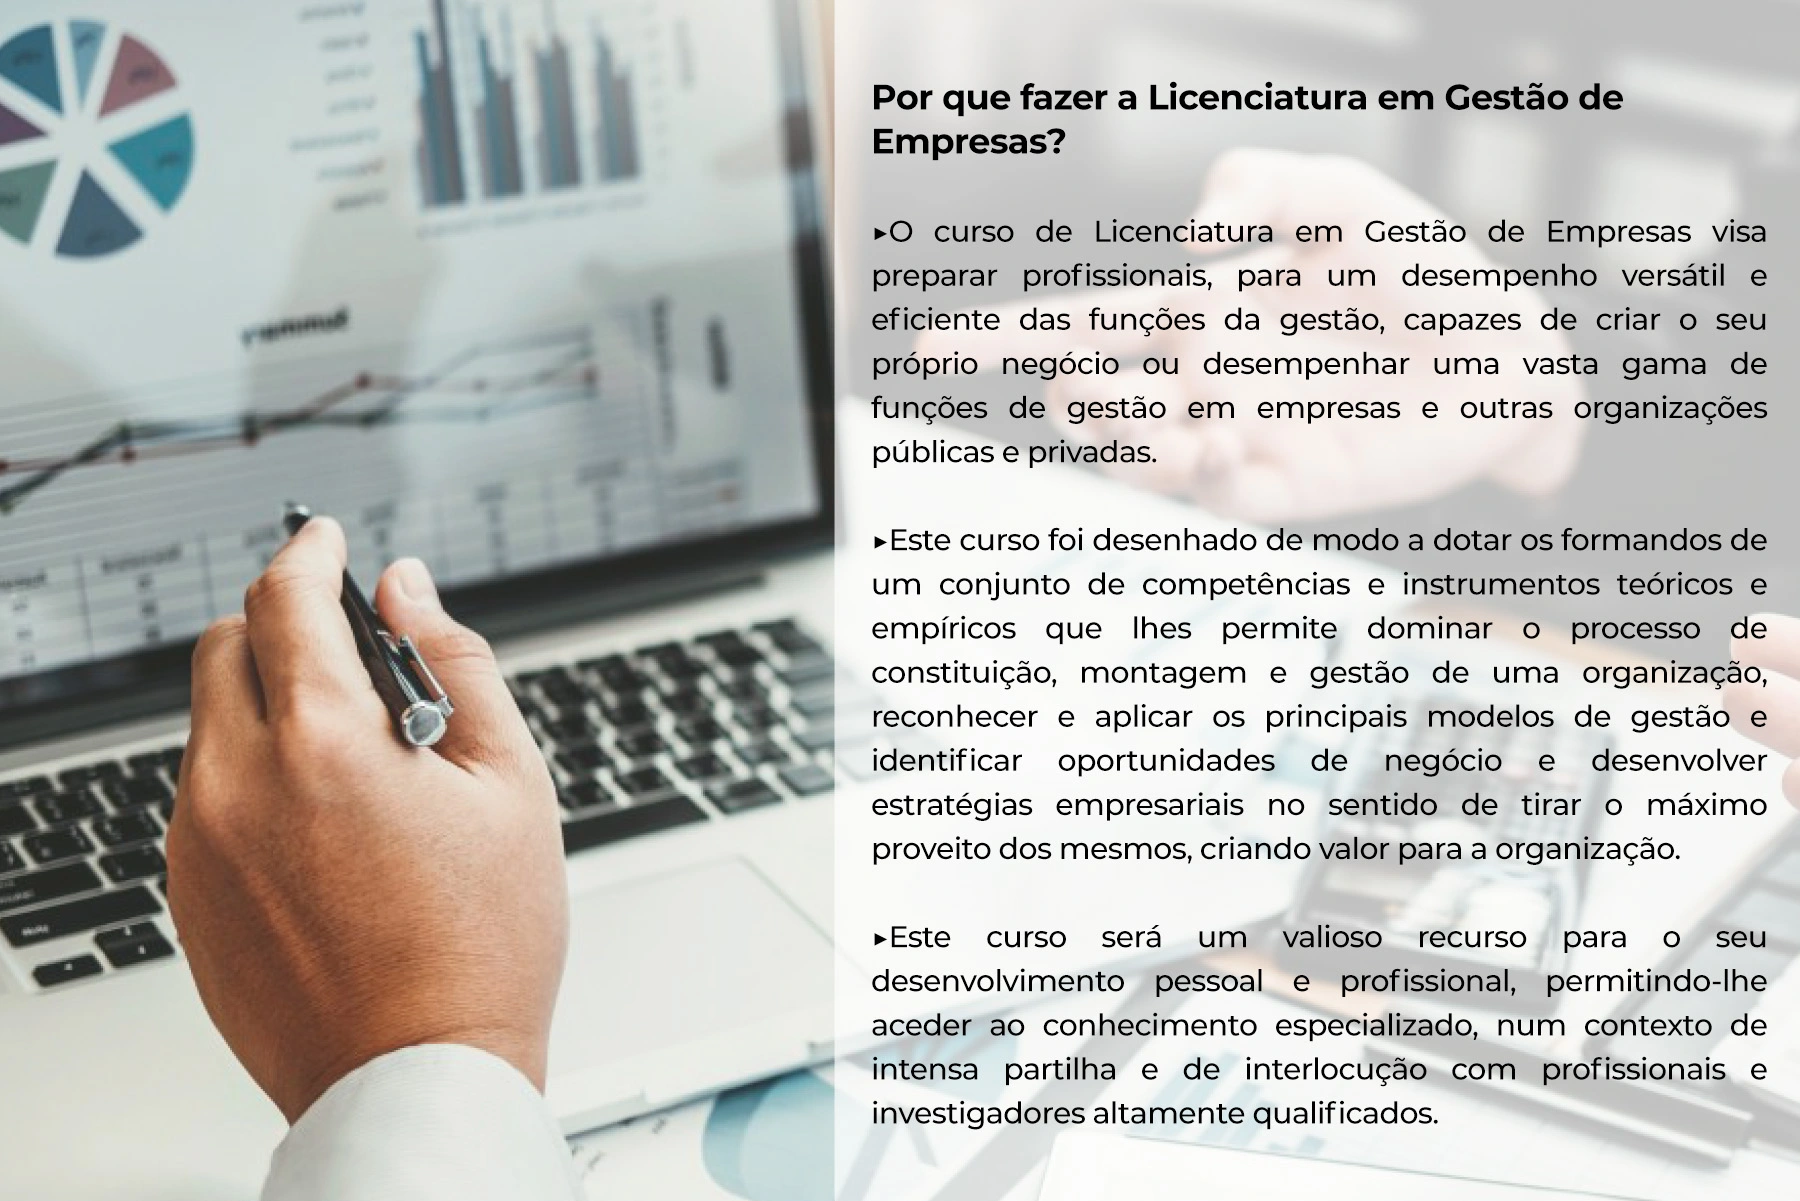 Por que fazer a Licenciatura em Gestão de
Empresas?
▸O curso de Licenciatura em Gestão de Empresas visa
preparar profissionais, para um desempenho versátil e
eficiente das funções da gestão, capazes de criar o seu
próprio negócio ou desempenhar uma vasta gama de
funções de gestão em empresas e outras organizações
públicas e privadas.
▸Este curso foi desenhado de modo a dotar os formandos de
um conjunto de competências e instrumentos teóricos e
empíricos que lhes permite dominar o processo de
constituição, montagem e gestão de uma organização,
reconhecer e aplicar os principais modelos de gestão e
identificar oportunidades de negócio e desenvolver
estratégias empresariais no sentido de tirar o máximo
proveito dos mesmos, criando valor para a organização.
▸Este curso será um valioso recurso para o seu
desenvolvimento pessoal e profissional, permitindo-lhe
aceder ao conhecimento especializado, num contexto de
intensa partilha e de interlocução com profissionais e
investigadores altamente qualificados.